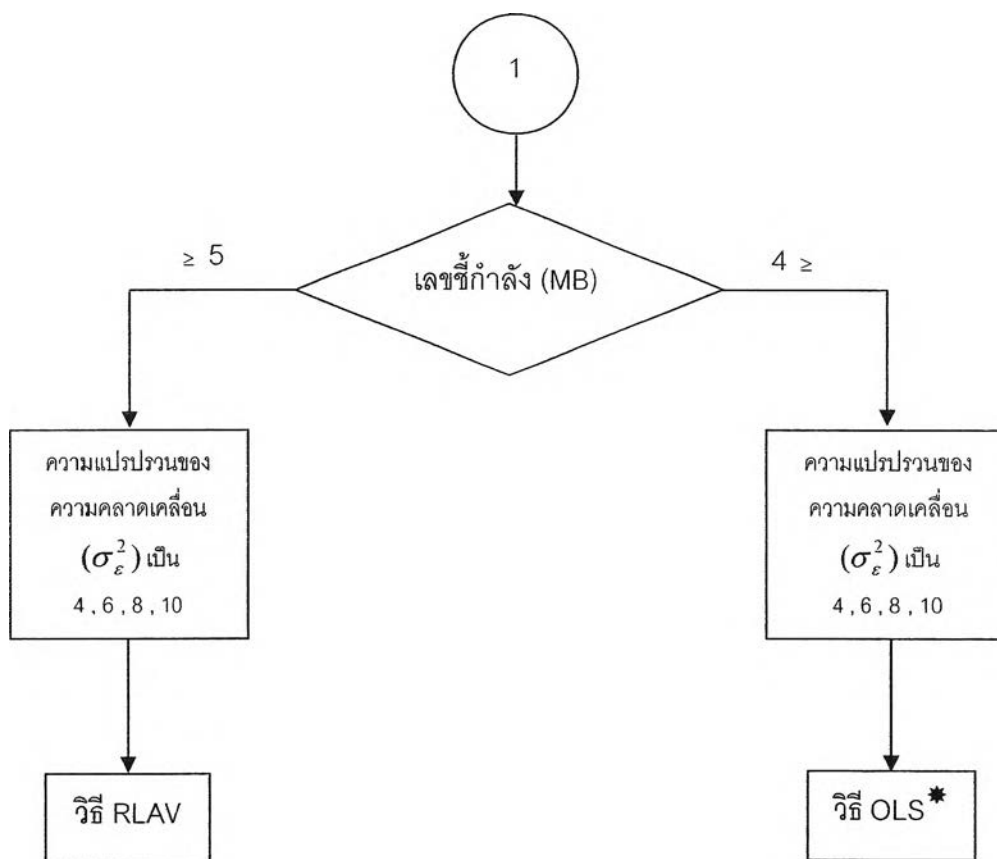 1
≥ 5
4 ≥
เลขชี้กำลัง (MB)
ความแปรปรวนของ
ความคลาดเคลื่อน
(σ²ε) เป็น
4 , 6 , 8 , 10
ความแปรปรวนของ
ความคลาดเคลื่อน
(σ²ε) เป็น
4 , 6 , 8 , 10
วิธี RLAV
วิธี OLS*